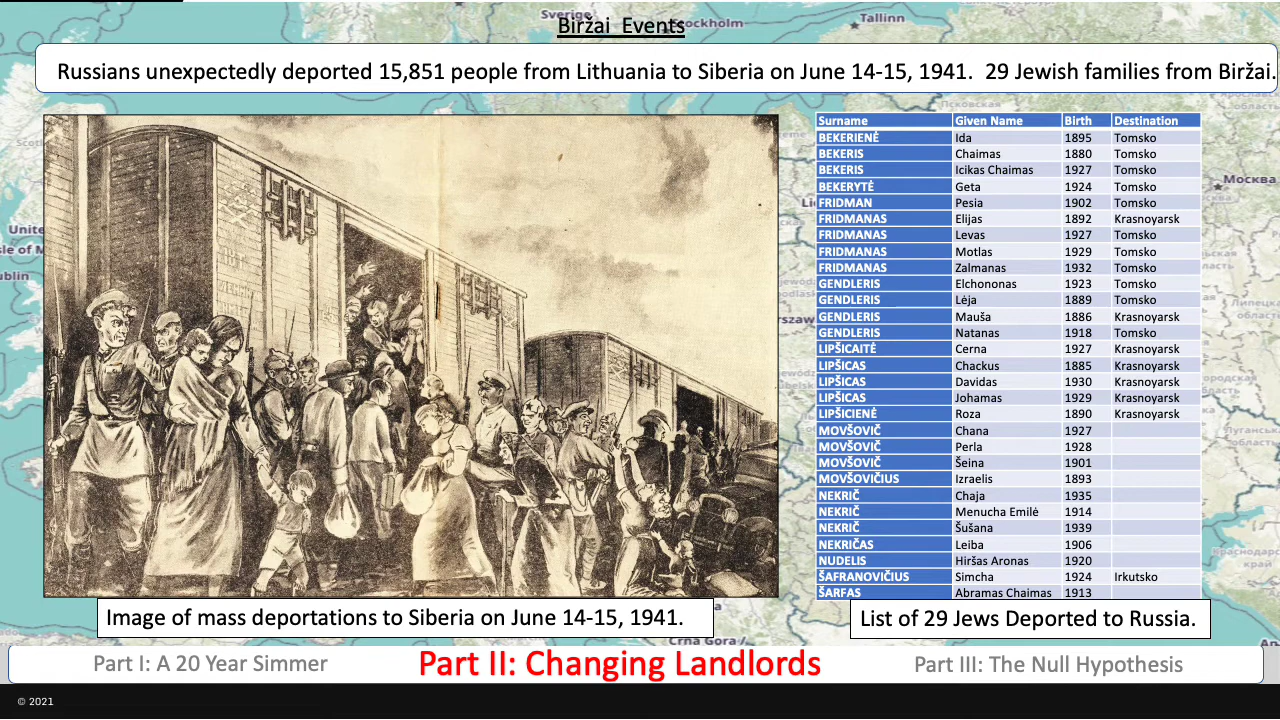 Biržai Events
Russians unexpectedly deported 15,851 people from Lithuania to Siberia on June 14-15, 1941. 29 Jewish families from Biržai.
Surname Given Name Birth Destination
BEKERIENĖ Ida 1895 Tomsko
BEKERIS Chaimas 1880 Tomsko
BEKERIS Icikas Chaimas 1927 Tomsko
BEKERYTĖ Geta 1924 Tomsko
FRIDMAN Pesia 1902 Tomsko
FRIDMANAS Elijas 1892 Krasnoyarsk
FRIDMANAS Levas 1927 Tomsko
FRIDMANAS Motlas 1929 Tomsko
FRIDMANAS Zalmanas 1932 Tomsko
GENDLERIS Elchononas 1923 Tomsko
GENDLERIS Lėja 1889 Tomsko
GENDLERIS Mauša 1886 Krasnoyarsk
GENDLERIS Natanas 1918 Tomsko
LIPŠICAITĖ Cerna 1927 Krasnoyarsk
LIPŠICAS Chackus 1885 Krasnoyarsk
LIPŠICAS Davidas 1930 Krasnoyarsk
LIPŠICAS Johamas 1929 Krasnoyarsk
LIPŠICIENĖ Roza 1890 Krasnoyarsk
MOVŠOVIČ Chana 1927
MOVŠOVIČ Perla 1928
MOVŠOVIČ Šeina 1901
MOVŠOVIČIUS Izraelis 1893
NEKRIČ Chaja 1935
NEKRIČ Menucha Emilė 1914
NEKRIČ Šušana 1939
NEKRIČAS Leiba 1906
NUDELIS Hiršas Aronas 1920
ŠAFRANOVIČIUS Simcha 1924 Irkutsko
ŠARFAS Abramas Chaimas 1913
Image of mass deportations to Siberia on June 14-15, 1941.
List of 29 Jews Deported to Russia.
Part I: A 20 Year Simmer
Part II: Changing Landlords
Part III: The Null Hypothesis
© 2021
Sverige
Stockholm
Tallinn
Псковская
Москва
Crna Gora /